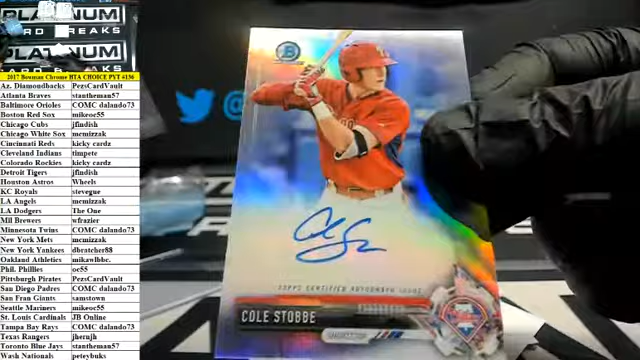 PLATINUM
CARD BREAKS
PLATINUM
2017 Bowman Chrome HTA CHOICE PYT #136
Az. Diamondbacks PezsCardVault
Atlanta Braves stantheman57
Baltimore Orioles COMC dalando73
Boston Red Sox mikeoc55
Chicago Cubs jfindish
Chicago White Sox mcmizzak
Cincinnati Reds kicky cardz
Cleveland Indians timpete
Colorado Rockies kicky cardz
Detroit Tigers jfindish
Houston Astros Wheels
KC Royals stevegue
LA Angels mcmizzak
LA Dodgers The One
Mil Brewers wfrazier
Minnesota Twins COMC dalando73
New York Mets mcmizzak
New York Yankees dbratcher88
Oakland Athletics mikawlbbc.
Phil. Phillies oc55
Pittsburgh Pirates PezsCardVault
San Diego Padres COMC dalando73
San Fran Giants samstown
Seattle Mariners mikeoc55
St. Louis Cardinals JB Online
Tampa Bay Rays COMC dalando73
Texas Rangers jhernjh
Toronto Blue Jays stantheman57
Wash Nationals peteybuks
TOPPS CERTIFIED AUTOGRAPH ISSUE
COLE STOBBE